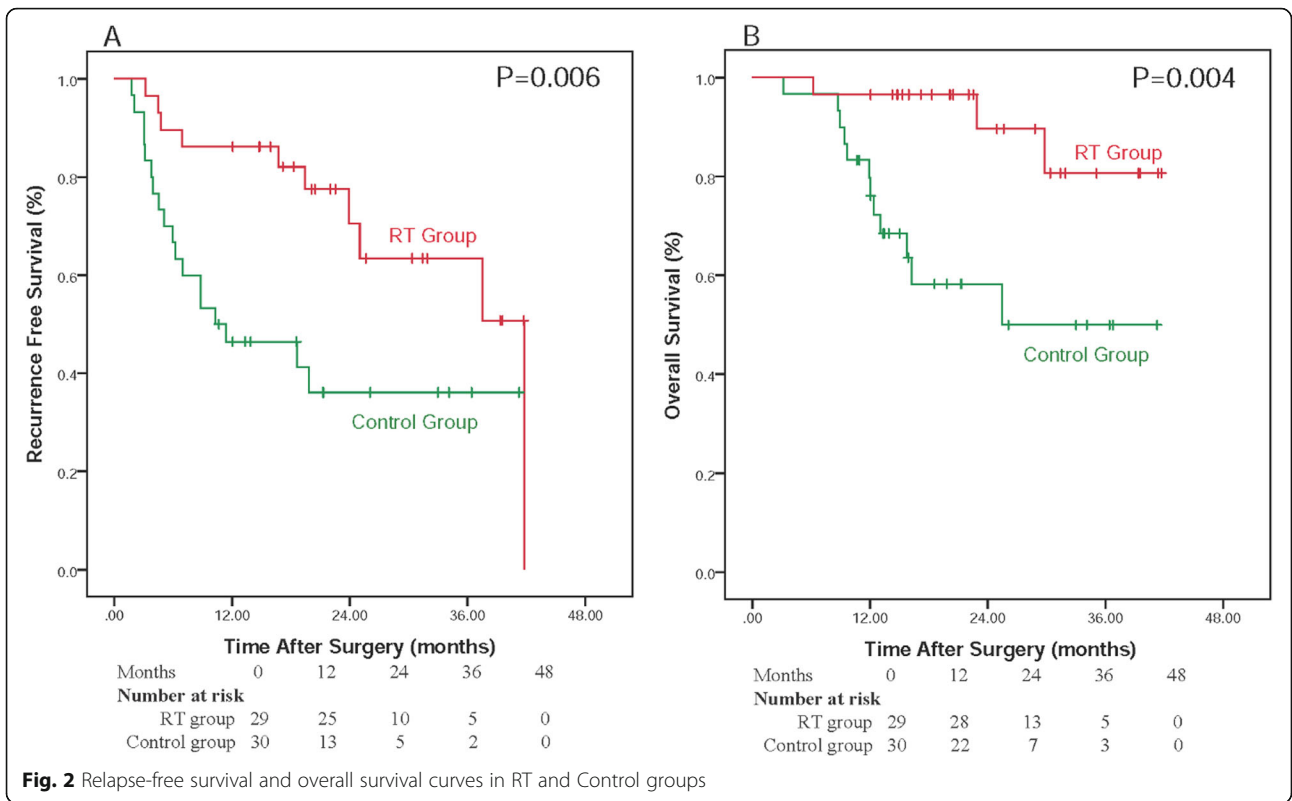 A
P=0.006
1.0
0.8
0.6
0.4
0.2
0.0
Recurrence Free Survival (%)
RT Group
Control Group
.00 12.00 24.00 36.00 48.00
Time After Surgery (months)
Months 0 12 24 36 48
Number at risk
RT group 29 25 10 5 0
Control group 30 13 5 2 0
B
P=0.004
1.0
0.8
0.6
0.4
0.2
0.0
Overall Survival (%)
RT Group
Control Group
.00 12.00 24.00 36.00 48.00
Time After Surgery (months)
Months 0 12 24 36 48
Number at risk
RT group 29 28 13 5 0
Control group 30 22 7 3 0
Fig. 2 Relapse-free survival and overall survival curves in RT and Control groups